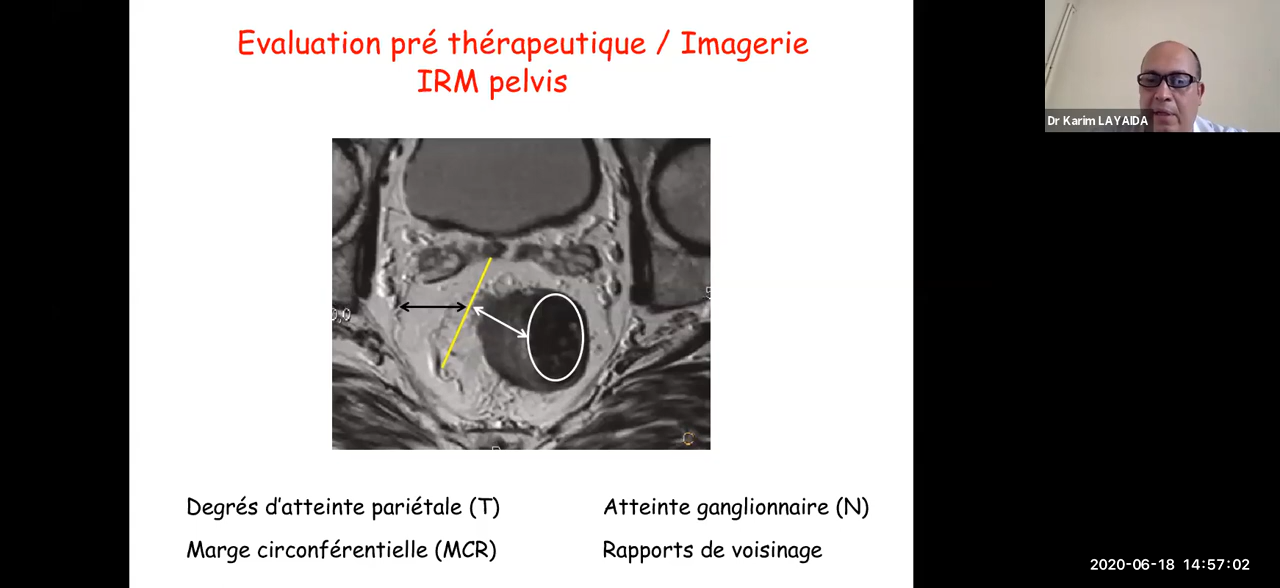 Evaluation pré thérapeutique / Imagerie
IRM pelvis
Dr Karim LAYAIDA
Degrés d'atteinte pariétale (T)
Atteinte ganglionnaire (N)
Marge circonférentielle (MCR)
Rapports de voisinage
2020-06-18 14:57:02